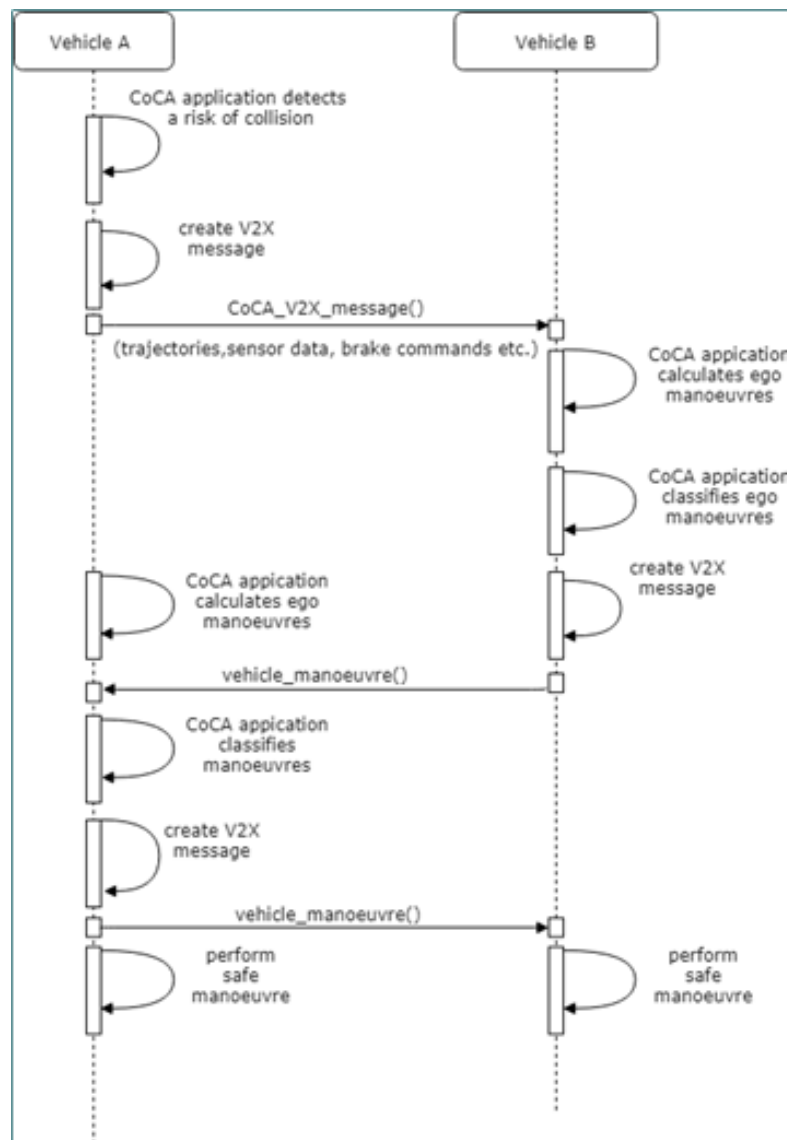 Vehicle A
Vehicle B
CoCA application detects
a risk of collision
create V2X
message
CoCA_V2X_message()
(trajectories,sensor data, brake commands etc.)
CoCA appication
calculates ego
manoeuvres
CoCA appication
classifies ego
manoeuvres
create V2X
message
CoCA appication
calculates ego
manoeuvres
vehicle_manoeuvre()
CoCA appication
classifies
manoeuvres
create V2X
message
vehicle_manoeuvre()
perform
safe
manoeuvre
perform
safe
manoeuvre